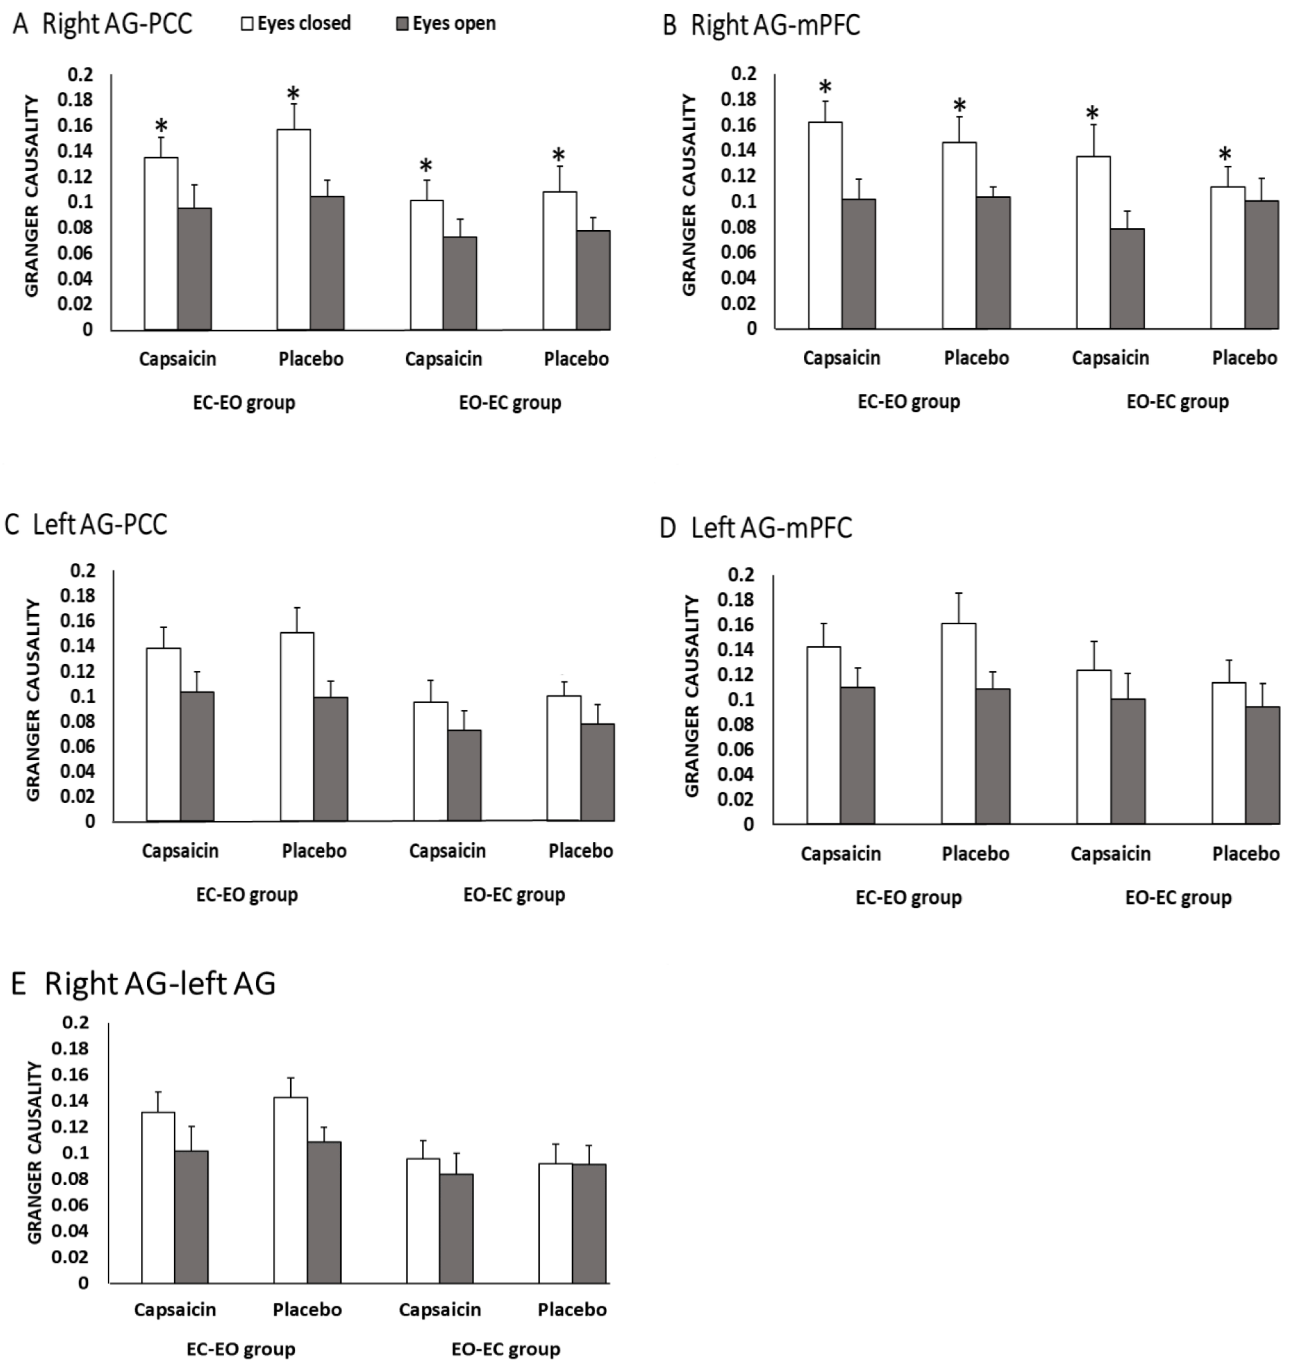 A Right AG-PCC
Eyes closed
Eyes open
GRANGER CAUSALITY
0.2
0.18
0.16
0.14
0.12
0.1
0.08
0.06
0.04
0.02
0
*
*
*
*
Capsaicin Placebo Capsaicin Placebo
EC-EO group EO-EC group
B Right AG-mPFC
GRANGER CAUSALITY
0.2
0.18
0.16
0.14
0.12
0.1
0.08
0.06
0.04
0.02
0
*
*
*
*
Capsaicin Placebo Capsaicin Placebo
EC-EO group EO-EC group
C Left AG-PCC
GRANGER CAUSALITY
0.2
0.18
0.16
0.14
0.12
0.1
0.08
0.06
0.04
0.02
0
Capsaicin Placebo Capsaicin Placebo
EC-EO group EO-EC group
D Left AG-mPFC
GRANGER CAUSALITY
0.2
0.18
0.16
0.14
0.12
0.1
0.08
0.06
0.04
0.02
0
Capsaicin Placebo Capsaicin Placebo
EC-EO group EO-EC group
E Right AG-left AG
GRANGER CAUSALITY
0.2
0.18
0.16
0.14
0.12
0.1
0.08
0.06
0.04
0.02
0
Capsaicin Placebo Capsaicin Placebo
EC-EO group EO-EC group